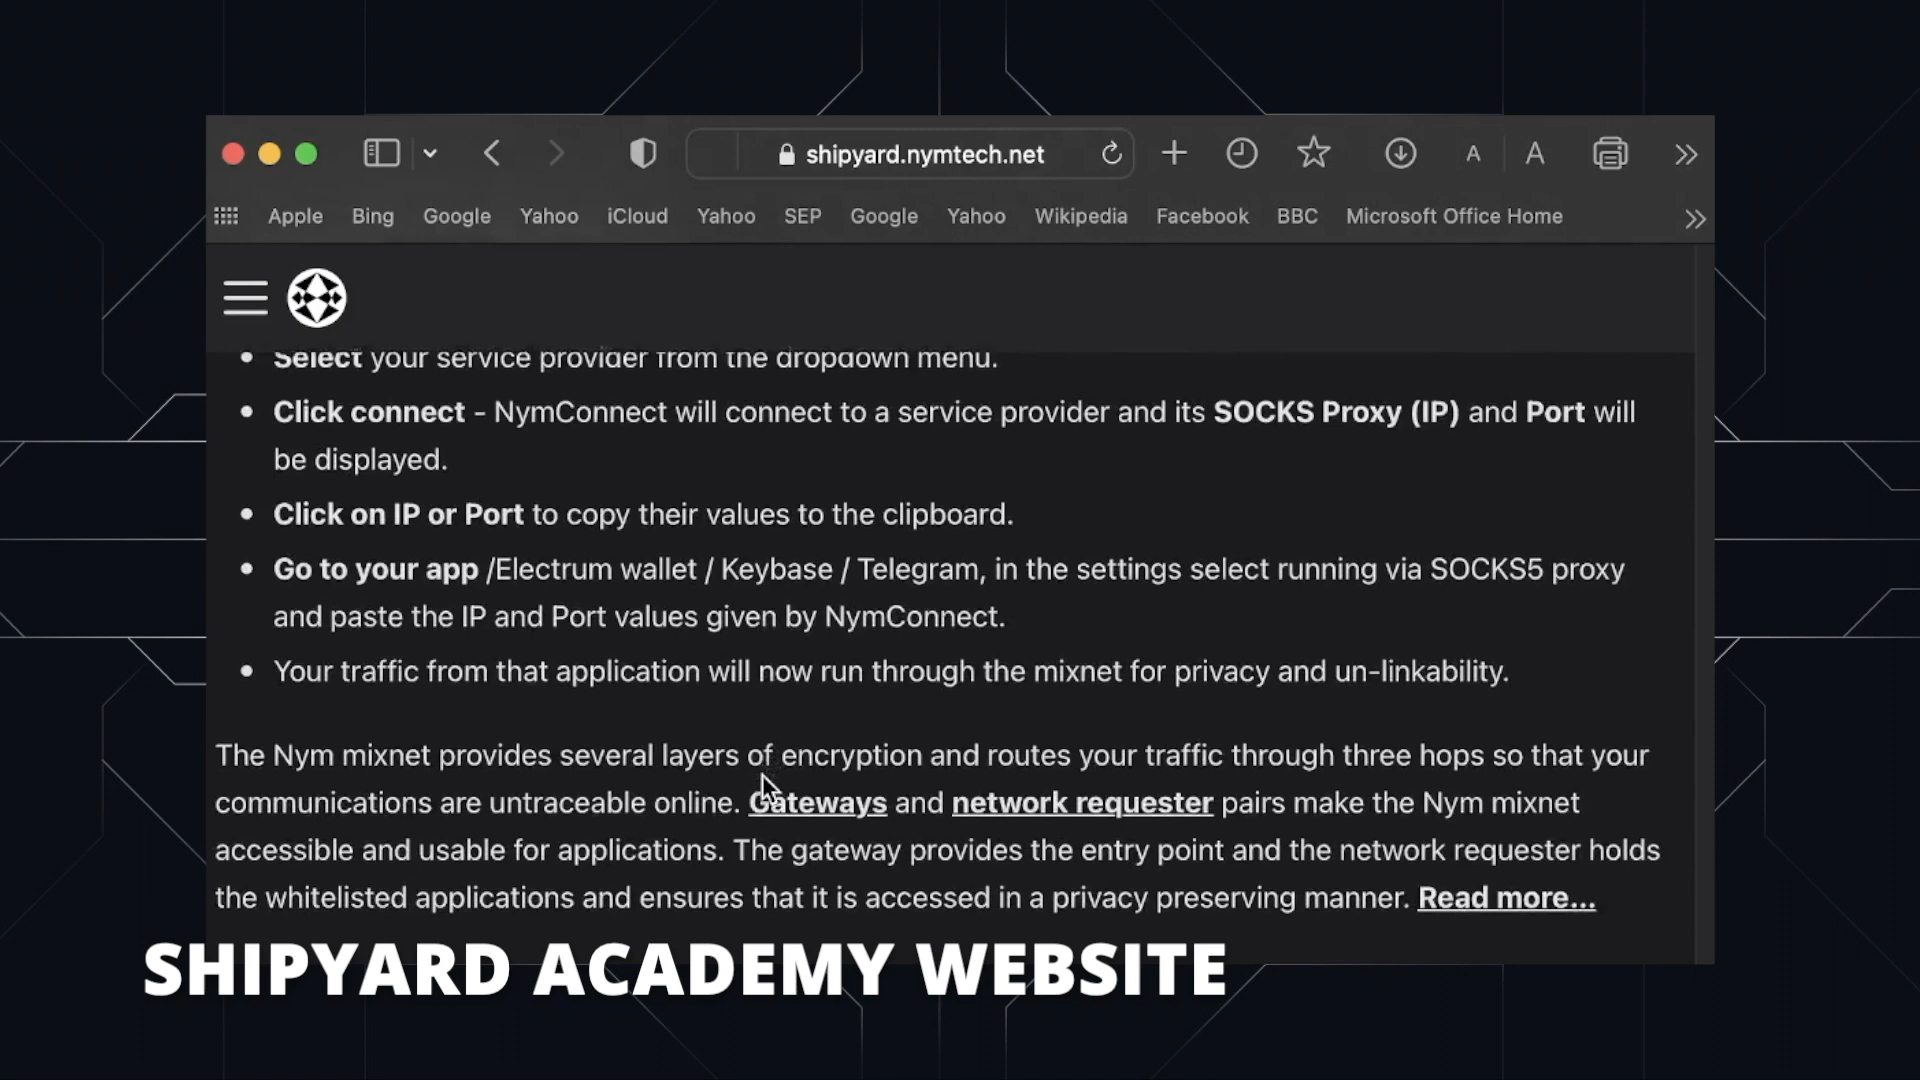 shipyard.nymtech.net
A A
Apple Bing Google Yahoo iCloud Yahoo SEP Google Yahoo Wikipedia Facebook BBC Microsoft Office Home
• Select your service provider from the dropdown menu.
• Click connect - NymConnect will connect to a service provider and its SOCKS Proxy (IP) and Port will
be displayed.
• Click on IP or Port to copy their values to the clipboard.
• Go to your app /Electrum wallet / Keybase / Telegram, in the settings select running via SOCKS5 proxy
and paste the IP and Port values given by NymConnect.
• Your traffic from that application will now run through the mixnet for privacy and un-linkability.
The Nym mixnet provides several layers of encryption and routes your traffic through three hops so that your
communications are untraceable online. Gateways and network requester pairs make the Nym mixnet
accessible and usable for applications. The gateway provides the entry point and the network requester holds
the whitelisted applications and ensures that it is accessed in a privacy preserving manner. Read more...
SHIPYARD ACADEMY WEBSITE